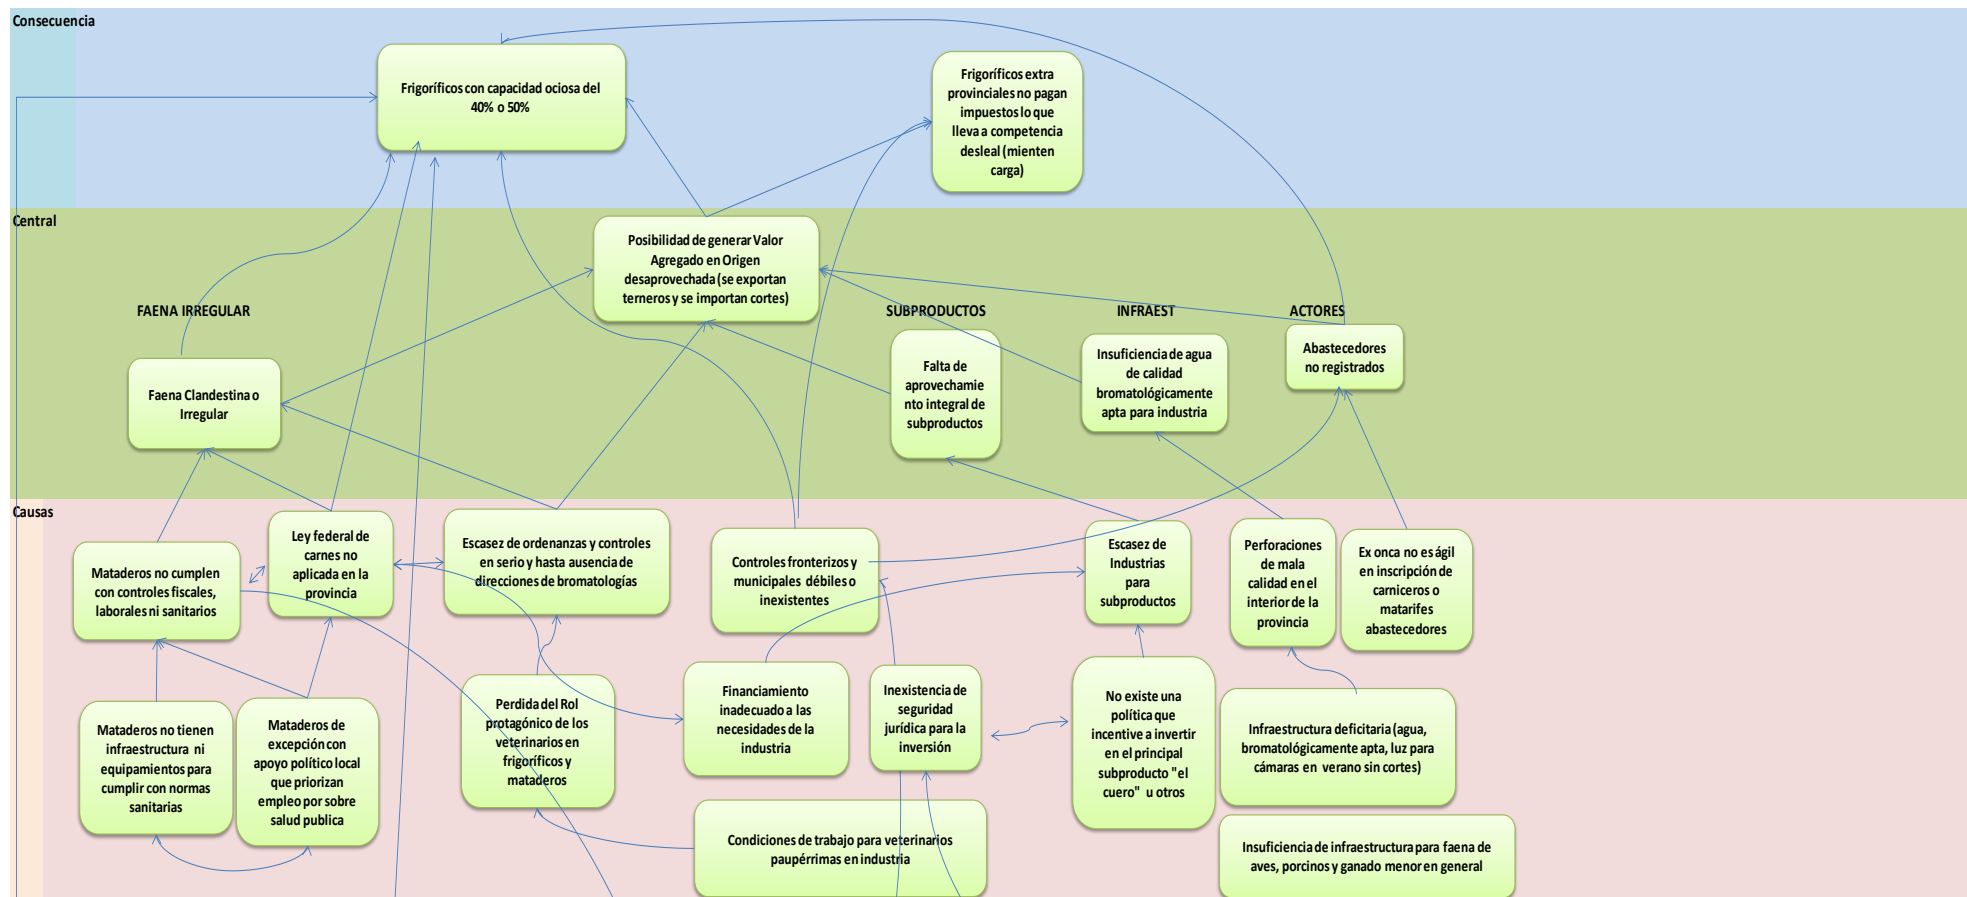 Consecuencia
Frigoríficos con capacidad ociosa del
40% o 50%
Frigoríficos extra
provinciales no pagan
impuestos lo que
lleva a competencia
desleal (mienten
carga)
Central
Posibilidad de generar Valor
Agregado en Origen
desaprovechada (se exportan
terneros y se importan cortes)
FAENA IRREGULAR
SUBPRODUCTOS
INFRAEST
ACTORES
Faena Clandestina o
Irregular
Falta de
aprovechamie
nto integral de
subproductos
Insuficiencia de agua
de calidad
bromatológicamente
apta para industria
Abastecedores
no registrados
Causas
Mataderos no cumplen
con controles fiscales,
laborales ni sanitarios
Ley federal de
carnes no
aplicada en la
provincia
Escasez de ordenanzas y controles
en serio y hasta ausencia de
direcciones de bromatologías
Controles fronterizos y
municipales débiles o
inexistentes
Escasez de
Industrias
para
subproductos
Perforaciones
de mala
calidad en el
interior de la
provincia
Ex onca no es ágil
en inscripción de
carniceros o
matarifes
abastecedores
Mataderos no tienen
infraestructura ni
equipamientos para
cumplir con normas
sanitarias
Mataderos de
excepción con
apoyo político local
que priorizan
empleo por sobre
salud publica
Perdida del Rol
protagónico de los
veterinarios en
frigoríficos y
mataderos
Financiamiento
inadecuado a las
necesidades de la
industria
Inexistencia de
seguridad
jurídica para la
inversión
No existe una
política que
incentive a invertir
en el principal
subproducto "el
cuero" u otros
Infraestructura deficitaria (agua,
bromatológicamente apta, luz para
cámaras en verano sin cortes)
Condiciones de trabajo para veterinarios
paupérrimas en industria
Insuficiencia de infraestructura para faena de
aves, porcinos y ganado menor en general